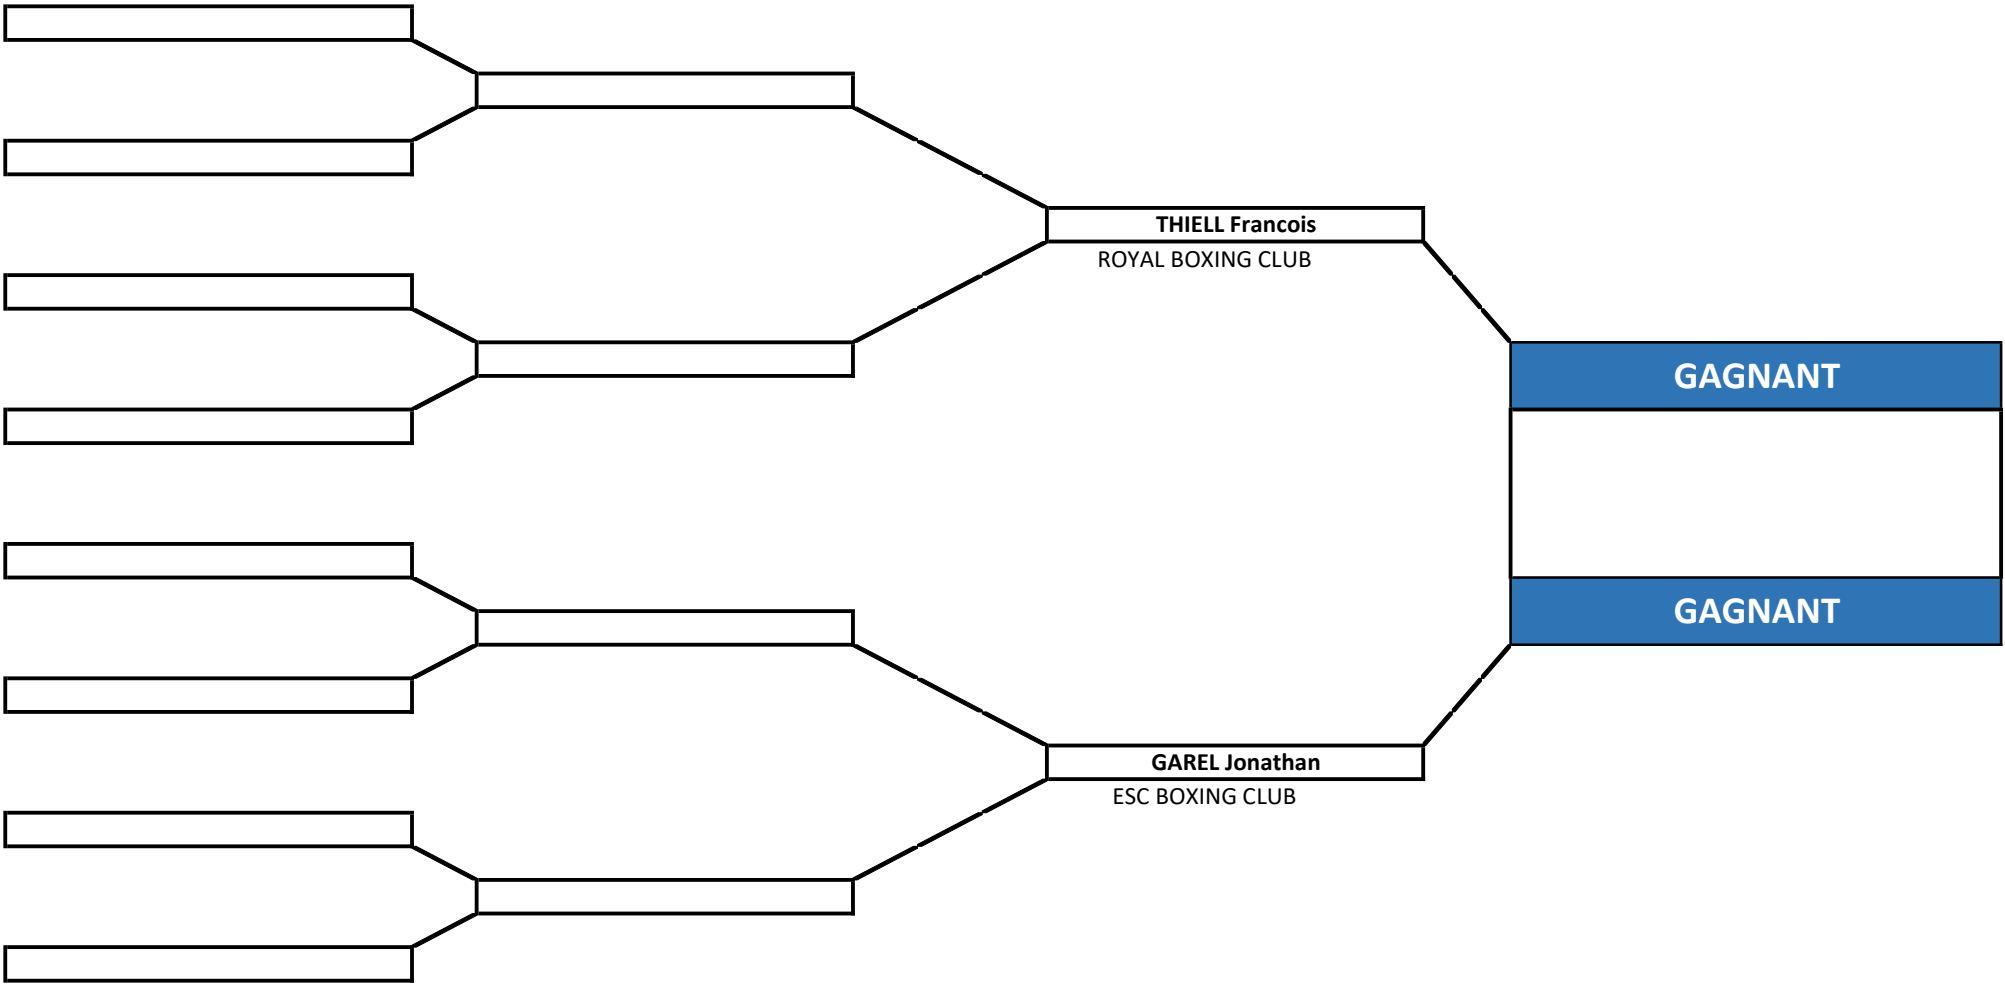 THIELL Francois
ROYAL BOXING CLUB
GAGNANT
GAGNANT
GAREL Jonathan
ESC BOXING CLUB